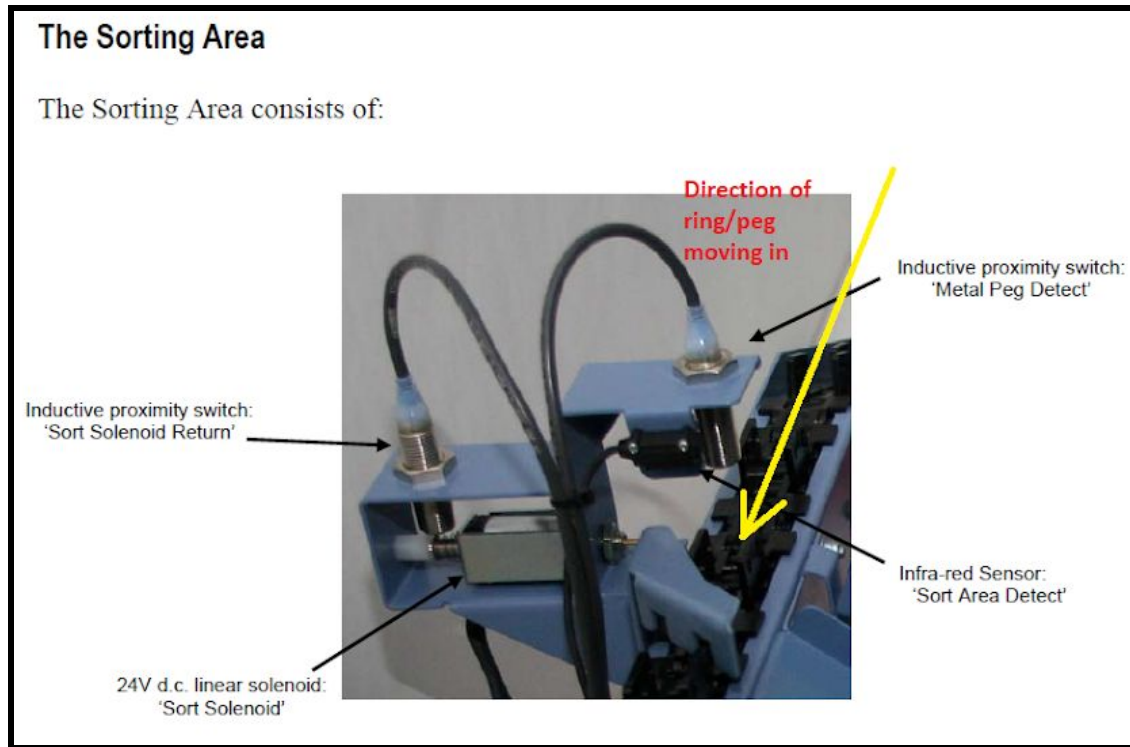 The Sorting Area
The Sorting Area consists of:
Direction of
ring/peg
moving in
Inductive proximity switch:
'Metal Peg Detect'
Inductive proximity switch:
'Sort Solenoid Return'
Infra-red Sensor:
'Sort Area Detect'
24V d.c. linear solenoid:
'Sort Solenoid'